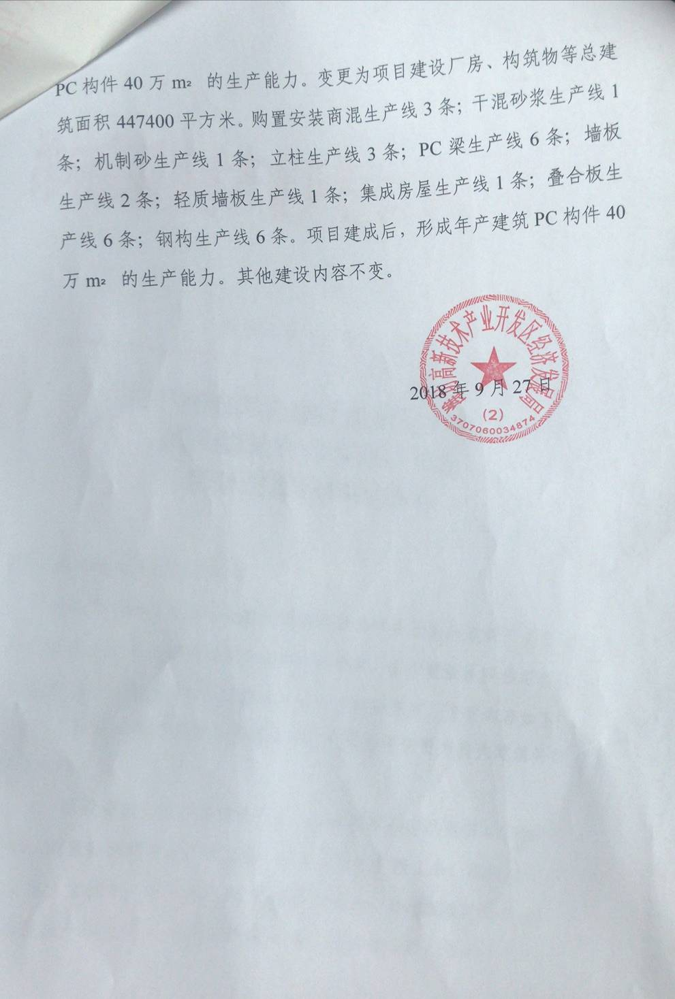 PC 构件 40 万 m² 的生产能力。变更为项目建设厂房、构筑物等总建
筑面积 447400 平方米。购置安装商混生产线 3 条；干混砂浆生产线 1
条；机制砂生产线 1 条；立柱生产线 3 条；PC 梁生产线 6 条；墙板
生产线 2 条；轻质墙板生产线 1 条；集成房屋生产线 1 条；叠合板生
产线 6 条；钢构生产线 6 条。项目建成后，形成年产建筑 PC 构件 40
万 m² 的生产能力。其他建设内容不变。
高新技术产业开发区经济发展局
2018 年 9 月 27 日
(2)
3707060034874